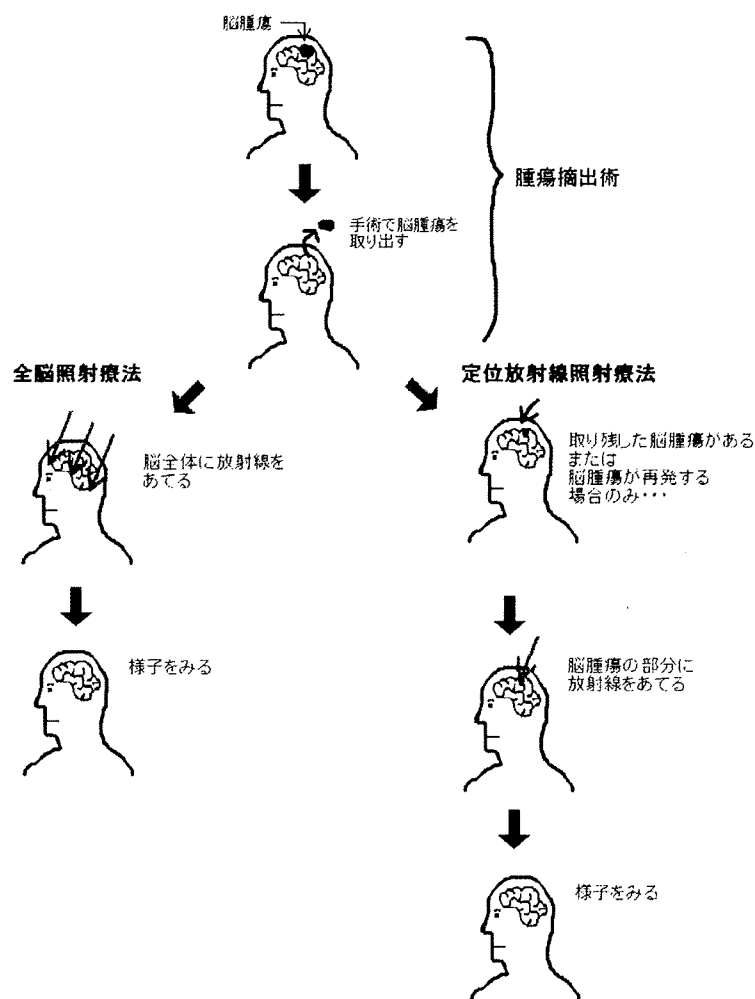 脳腫瘍
腫瘍摘出術
手術で脳腫瘍を
取り出す
全脳照射療法
定位放射線照射療法
脳全体に放射線を
あてる
取り残した脳腫瘍がある
または
脳腫瘍が再発する
場合のみ・・・
様子をみる
脳腫瘍の部分に
放射線をあてる
様子をみる